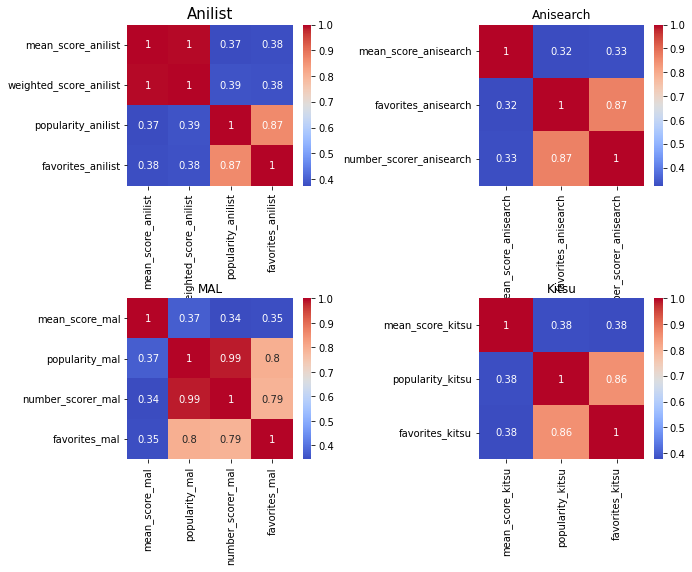 Anilist
mean_score_anilist 1 1 0.37 0.38
weighted_score_anilist 1 1 0.39 0.38
popularity_anilist 0.37 0.39 1 0.87
favorites_anilist 0.38 0.38 0.87 1
1.0
0.9
0.8
0.7
0.6
0.5
0.4
mean_score_anilist
eighted_score_anilist
popularity_anilist
favorites_anilist
Anisearch
mean_score_anisearch 1 0.32 0.33
favorites_anisearch 0.32 1 0.87
number_scorer_anisearch 0.33 0.87 1
1.0
0.9
0.8
0.7
0.6
0.5
0.4
mean_score_anisearch
favorites_anisearch
ber_scorer_anisearch
MAL
mean_score_mal 1 0.37 0.34 0.35
popularity_mal 0.37 1 0.99 0.8
number_scorer_mal 0.34 0.99 1 0.79
favorites_mal 0.35 0.8 0.79 1
1.0
0.9
0.8
0.7
0.6
0.5
0.4
mean_score_mal
popularity_mal
number_scorer_mal
favorites_mal
Kitsu
mean_score_kitsu 1 0.38 0.38
popularity_kitsu 0.38 1 0.86
favorites_kitsu 0.38 0.86 1
1.0
0.9
0.8
0.7
0.6
0.5
0.4
mean_score_kitsu
popularity_kitsu
favorites_kitsu